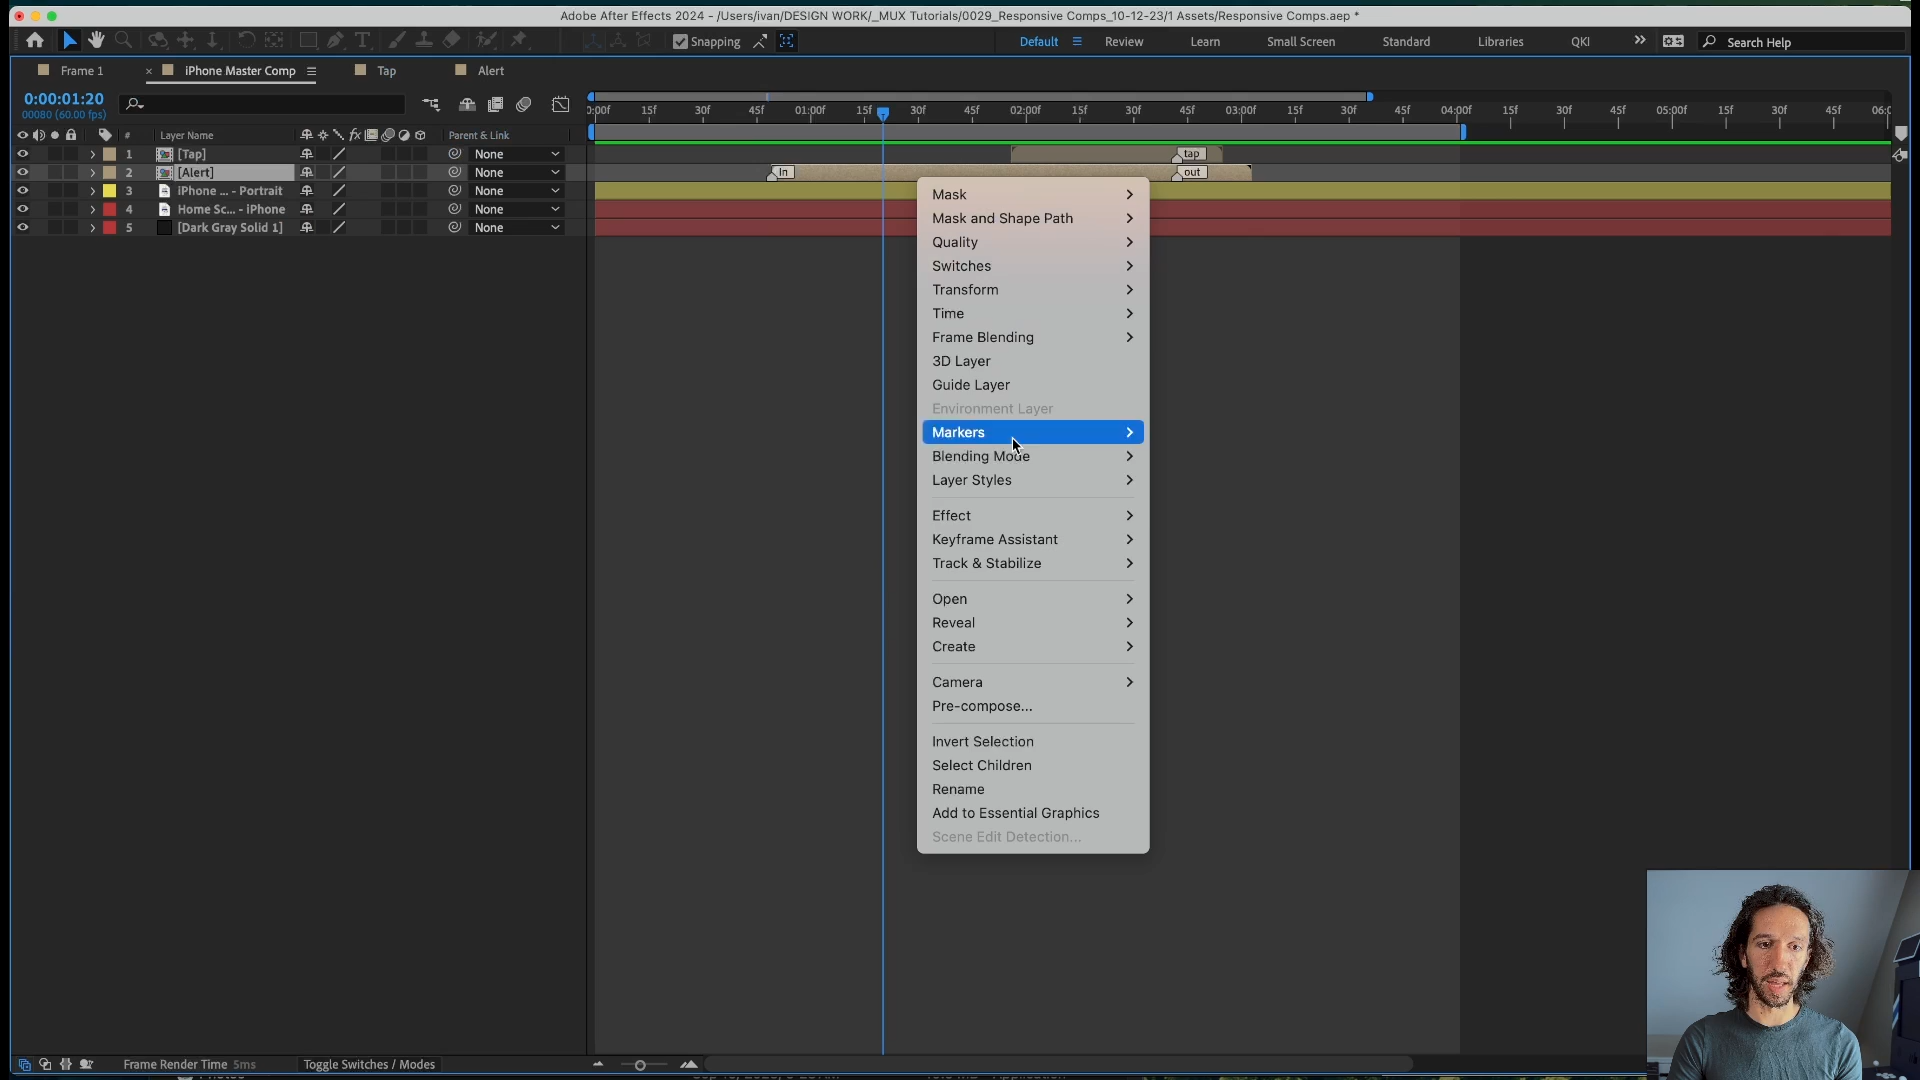 Adobe After Effects 2024 - /Users/ivan/DESIGN WORK/_MUX Tutorials/0029_Responsive Comps_10-12-23/1 Assets/Responsive Comps.aep *
Snapping
Default
Review
Learn
Small Screen
Standard
Libraries
QKI
Search Help
Frame 1
iPhone Master Comp
Tap
Alert
0:00:01:20
00080 (60.00 fps)
:00f 15f 30f 45f 01:00f 15f 30f 45f 02:00f 15f 30f 45f 03:00f 15f 30f 45f 04:00f 15f 30f 45f 05:00f 15f 30f 45f 06:0
# Layer Name fx Parent & Link
1 [Tap] None tap
2 [Alert] None In out
3 iPhone ... - Portrait None
4 Home Sc... - iPhone None
5 [Dark Gray Solid 1] None
Mask
Mask and Shape Path
Quality
Switches
Transform
Time
Frame Blending
3D Layer
Guide Layer
Environment Layer
Markers
Blending Mode
Layer Styles
Effect
Keyframe Assistant
Track & Stabilize
Open
Reveal
Create
Camera
Pre-compose...
Invert Selection
Select Children
Rename
Add to Essential Graphics
Scene Edit Detection...
Frame Render Time 5ms
Toggle Switches / Modes